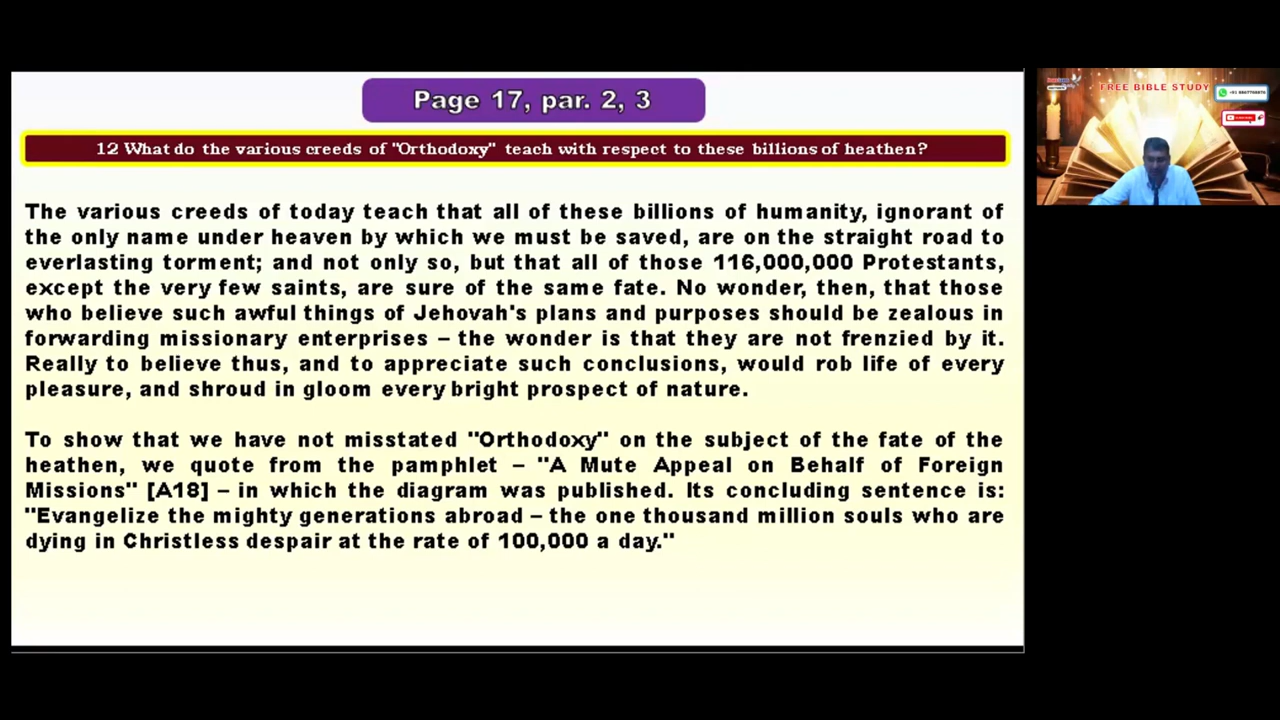 Page 17, par. 2, 3
FREE BIBLE STUDY
12 What do the various creeds of "Orthodoxy" teach with respect to these billions of heathen?
The various creeds of today teach that all of these billions of humanity, ignorant of
the only name under heaven by which we must be saved, are on the straight road to
everlasting torment; and not only so, but that all of those 116,000,000 Protestants,
except the very few saints, are sure of the same fate. No wonder, then, that those
who believe such awful things of Jehovah's plans and purposes should be zealous in
forwarding missionary enterprises – the wonder is that they are not frenzied by it.
Really to believe thus, and to appreciate such conclusions, would rob life of every
pleasure, and shroud in gloom every bright prospect of nature.
To show that we have not misstated "Orthodoxy" on the subject of the fate of the
heathen, we quote from the pamphlet – "A Mute Appeal on Behalf of Foreign
Missions" [A18] – in which the diagram was published. Its concluding sentence is:
"Evangelize the mighty generations abroad – the one thousand million souls who are
dying in Christless despair at the rate of 100,000 a day."